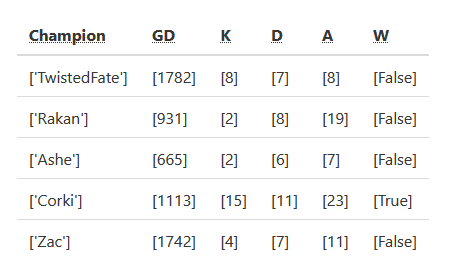 Champion GD K D A W
['TwistedFate'] [1782] [8] [7] [8] [False]
['Rakan'] [931] [2] [8] [19] [False]
['Ashe'] [665] [2] [6] [7] [False]
['Corki'] [1113] [15] [11] [23] [True]
['Zac'] [1742] [4] [7] [11] [False]